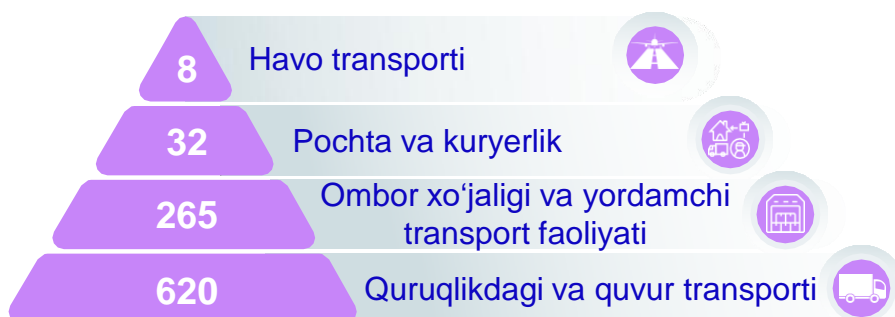 8 Havo transporti
32 Pochta va kuryerlik
265 Ombor xo‘jaligi va yordamchi
transport faoliyati
620 Quruqlikdagi va quvur transporti